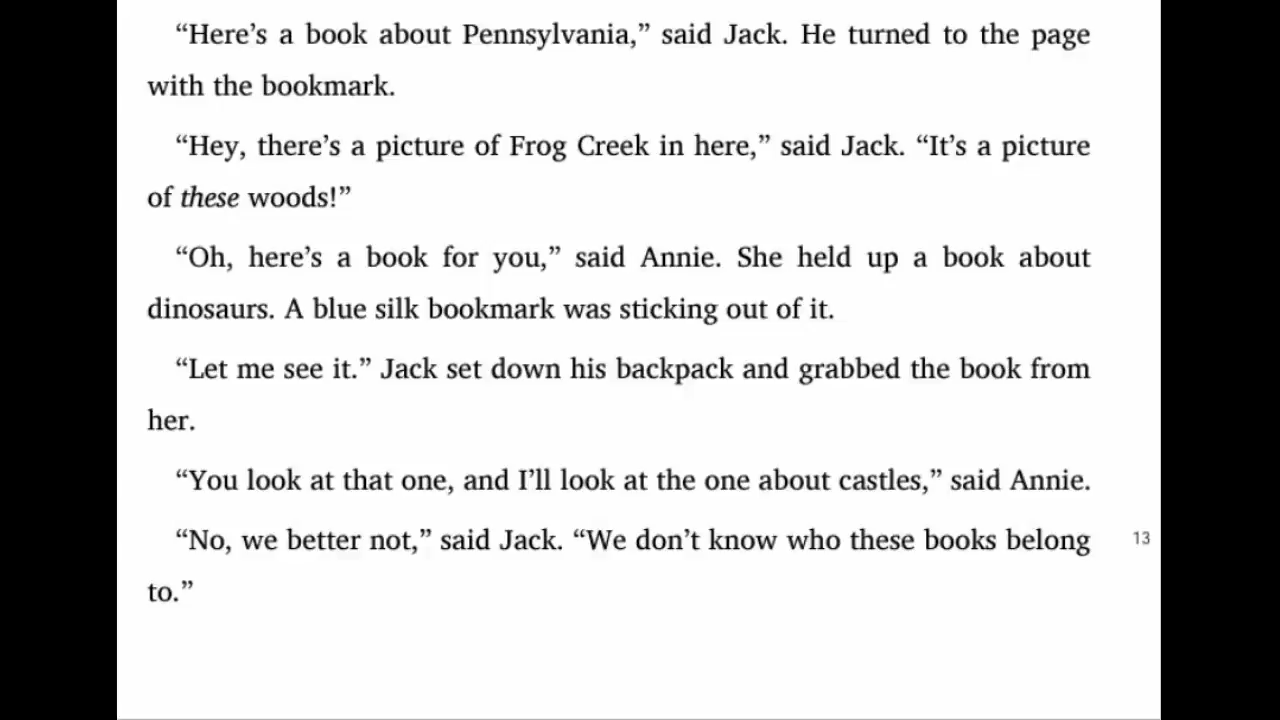 “Here’s a book about Pennsylvania,” said Jack. He turned to the page
with the bookmark.
“Hey, there’s a picture of Frog Creek in here,” said Jack. “It’s a picture
of these woods!”
“Oh, here’s a book for you,” said Annie. She held up a book about
dinosaurs. A blue silk bookmark was sticking out of it.
“Let me see it.” Jack set down his backpack and grabbed the book from
her.
“You look at that one, and I’ll look at the one about castles,” said Annie.
“No, we better not,” said Jack. “We don’t know who these books belong
13
to.”